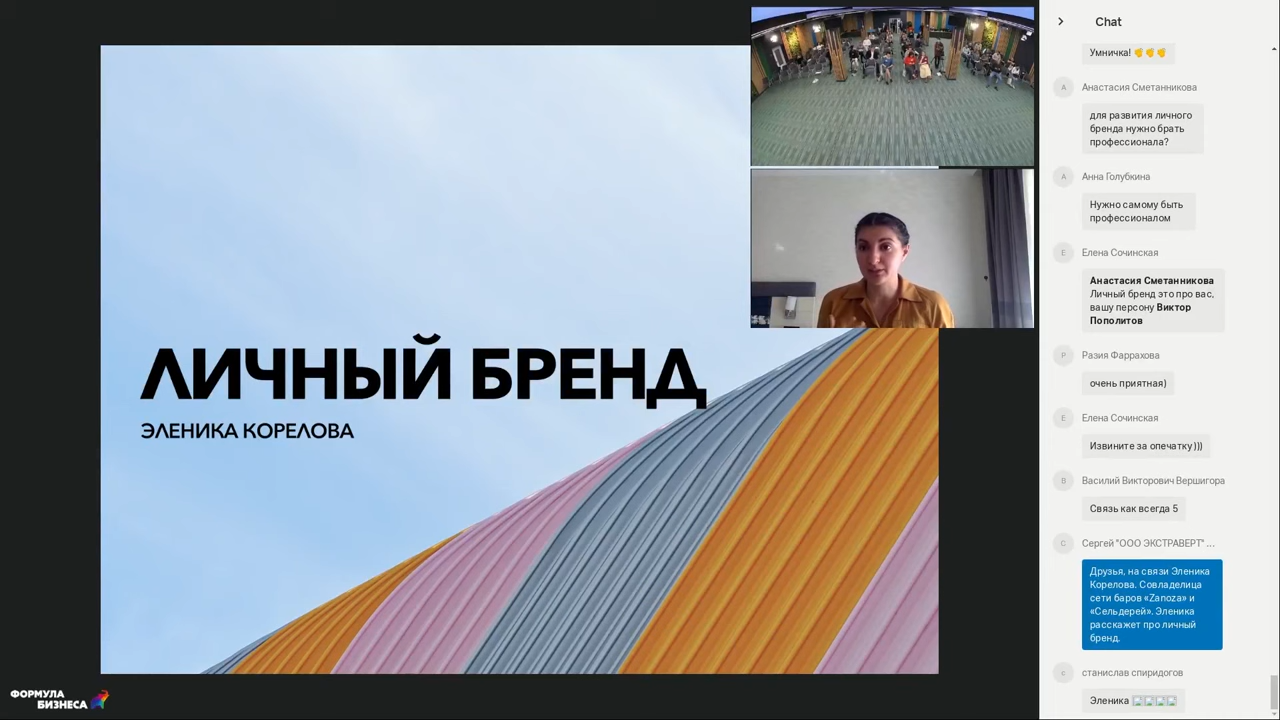 ЛИЧНЫЙ БРЕНД
ЭЛЕНИКА КОРЕЛОВА
ФОРМУЛА
БИЗНЕСА
Chat
Умничка!
А
Анастасия Сметанникова
для развития личного
бренда нужно брать
профессионала?
А
Анна Голубкина
Нужно самому быть
профессионалом
Е
Елена Сочинская
Анастасия Сметанникова
Личный бренд это про вас,
вашу персону Виктор
Пополитов
Р
Разия Фаррахова
очень приятная)
Е
Елена Сочинская
Извините за опечатку)))
В
Василий Викторович Вершигора
Связь как всегда 5
С
Сергей "ООО ЭКСТРАВЕРТ" ...
Друзья, на связи Эленика
Корелова. Совладелица
сети баров «Zanoza» и
«Сельдерей». Эленика
расскажет про личный
бренд.
с
станислав спиридогов
Эленика